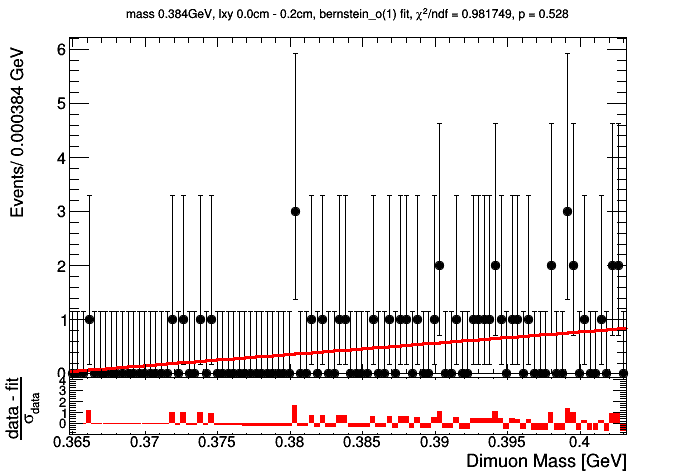 mass 0.384GeV, lxy 0.0cm - 0.2cm, bernstein_o(1) fit, χ²/ndf = 0.981749, p = 0.528
Events/ 0.000384 GeV
6
5
4
3
2
1
0
data - fit
σdata
4
3
2
1
0
0.365 0.37 0.375 0.38 0.385 0.39 0.395 0.4
Dimuon Mass [GeV]